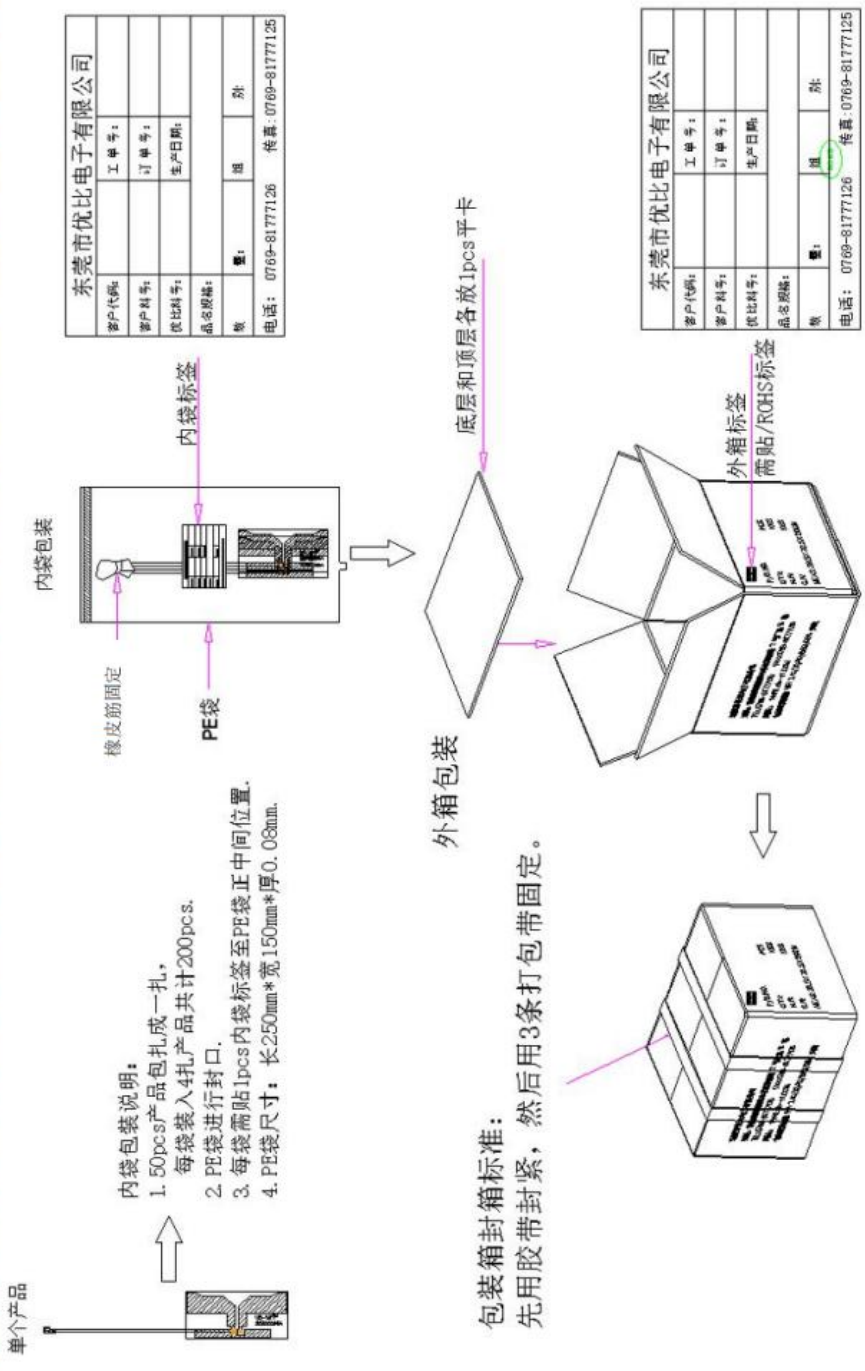 单个产品
内袋包装说明:
1. 50pcs产品包扎成一扎,
每袋装入4扎产品共计200pcs.
2. PE袋进行封口.
3. 每袋需贴1pcs内袋标签至PE袋正中间位置.
4. PE袋尺寸: 长250mm*宽150mm*厚0.08mm.
内袋包装
橡皮筋固定
PE袋
内袋标签
东莞市优比电子有限公司
客户代码: 工单号:
客户料号: 订单号:
优比料号: 生产日期:
品名规格:
数 量: 组 别:
电话: 0769-81777126 传真:0769-81777125
包装箱封箱标准:
先用胶带封紧，然后用3条打包带固定。
外箱包装
底层和顶层各放1pcs平卡
外箱标签
需贴/ROHS标签
东莞市优比电子有限公司
客户代码: 工单号:
客户料号: 订单号:
优比料号: 生产日期:
品名规格:
数 量: 组 别:
电话: 0769-81777126 传真:0769-81777125